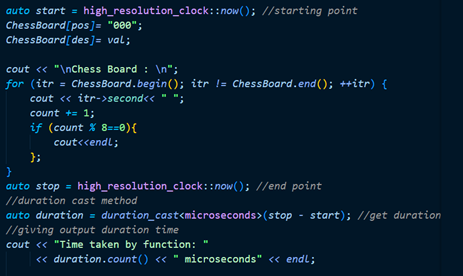 auto start = high_resolution_clock::now(); //starting point
ChessBoard[pos]= "000";
ChessBoard[des]= val;
cout << "\nChess Board : \n";
for (itr = ChessBoard.begin(); itr != ChessBoard.end(); ++itr) {
cout << itr->second<< " ";
count += 1;
if (count % 8==0){
cout<<endl;
};
}
auto stop = high_resolution_clock::now(); //end point
//duration cast method
auto duration = duration_cast<microseconds>(stop - start); //get duration
//giving output duration time
cout << "Time taken by function: "
<< duration.count() << " microseconds" << endl;